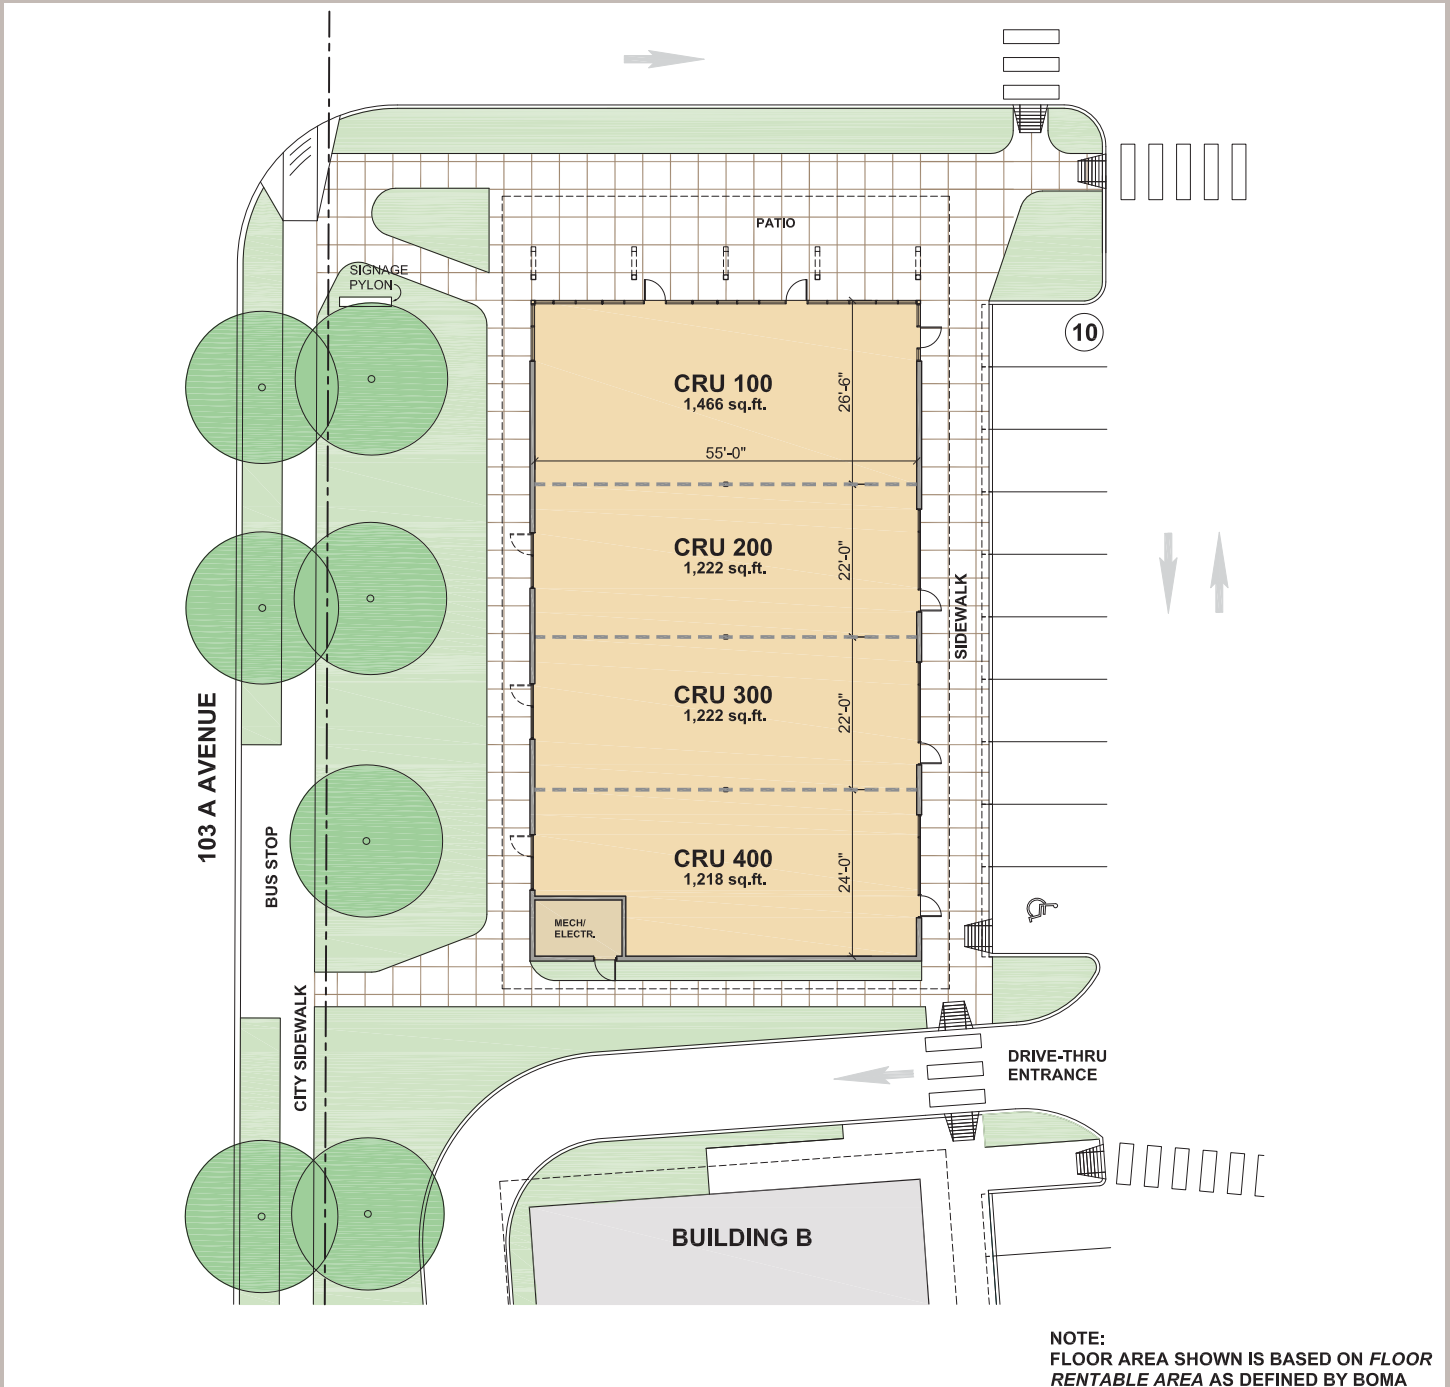 PATIO
SIGNAGE
PYLON
10
CRU 100
1,466 sq.ft.
26'-6"
55'-0"
CRU 200
1,222 sq.ft.
22'-0"
SIDEWALK
CRU 300
1,222 sq.ft.
22'-0"
103 A AVENUE
BUS STOP
CRU 400
1,218 sq.ft.
24'-0"
MECH/
ELECTR.
CITY SIDEWALK
DRIVE-THRU
ENTRANCE
BUILDING B
NOTE:
FLOOR AREA SHOWN IS BASED ON FLOOR
RENTABLE AREA AS DEFINED BY BOMA